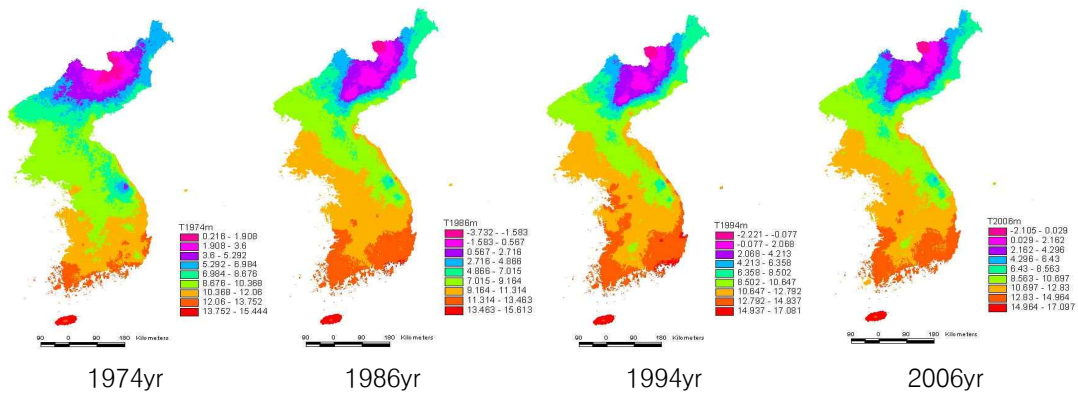 T1974m
0.216 - 1.908
1.908 - 3.6
3.6 - 5.292
5.292 - 6.984
6.984 - 8.676
8.676 - 10.368
10.368 - 12.06
12.06 - 13.752
13.752 - 15.444
90 0 90 180 Kilometers
1974yr
T1986m
-3.732 - -1.583
-1.583 - 0.567
0.567 - 2.716
2.716 - 4.866
4.866 - 7.015
7.015 - 9.164
9.164 - 11.314
11.314 - 13.463
13.463 - 15.613
90 0 90 180 Kilometers
1986yr
T1994m
-2.221 - -0.077
-0.077 - 2.068
2.068 - 4.213
4.213 - 6.358
6.358 - 8.502
8.502 - 10.647
10.647 - 12.792
12.792 - 14.937
14.937 - 17.081
90 0 90 180 Kilometers
1994yr
T2006m
-2.105 - 0.029
0.029 - 2.162
2.162 - 4.296
4.296 - 6.43
6.43 - 8.563
8.563 - 10.697
10.697 - 12.83
12.83 - 14.964
14.964 - 17.097
90 0 90 180 Kilometers
2006yr